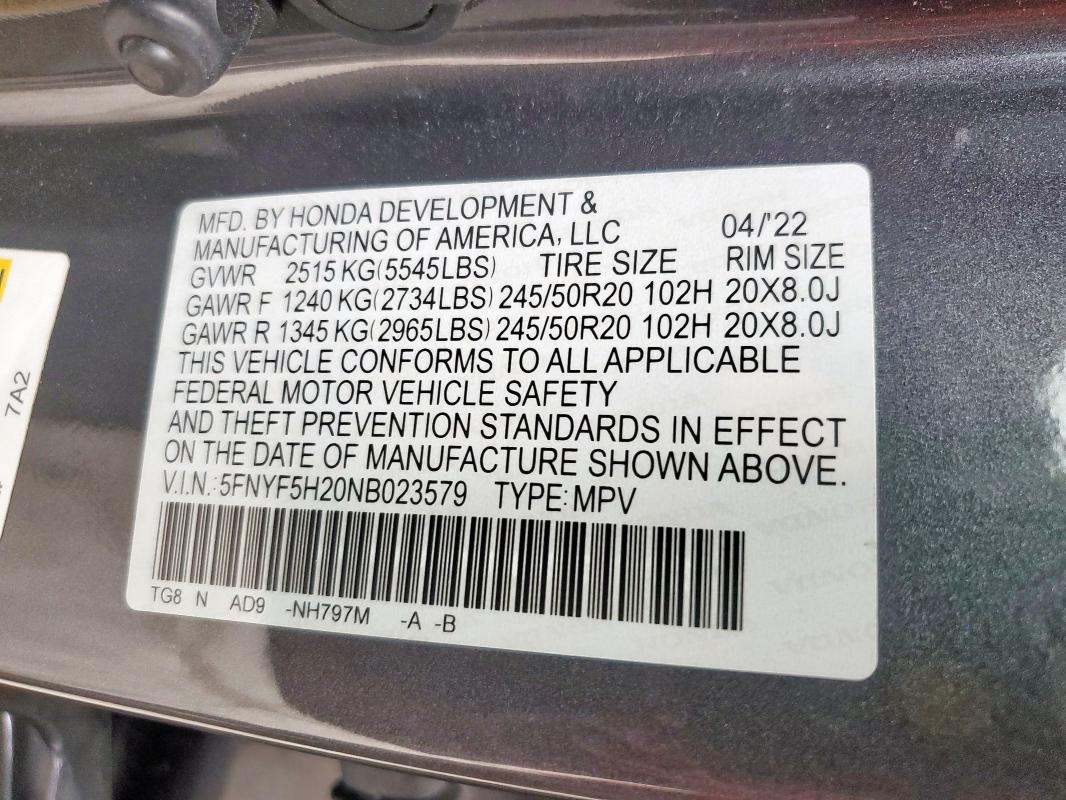 MFD. BY HONDA DEVELOPMENT &
MANUFACTURING OF AMERICA, LLC 04/'22
GVWR 2515 KG(5545LBS) TIRE SIZE RIM SIZE
GAWR F 1240 KG(2734LBS) 245/50R20 102H 20X8.0J
GAWR R 1345 KG(2965LBS) 245/50R20 102H 20X8.0J
THIS VEHICLE CONFORMS TO ALL APPLICABLE
FEDERAL MOTOR VEHICLE SAFETY
AND THEFT PREVENTION STANDARDS IN EFFECT
ON THE DATE OF MANUFACTURE SHOWN ABOVE.
V.I.N.:5FNYF5H20NB023579 TYPE:MPV
TG8 N AD9 -NH797M -A -B
7A2